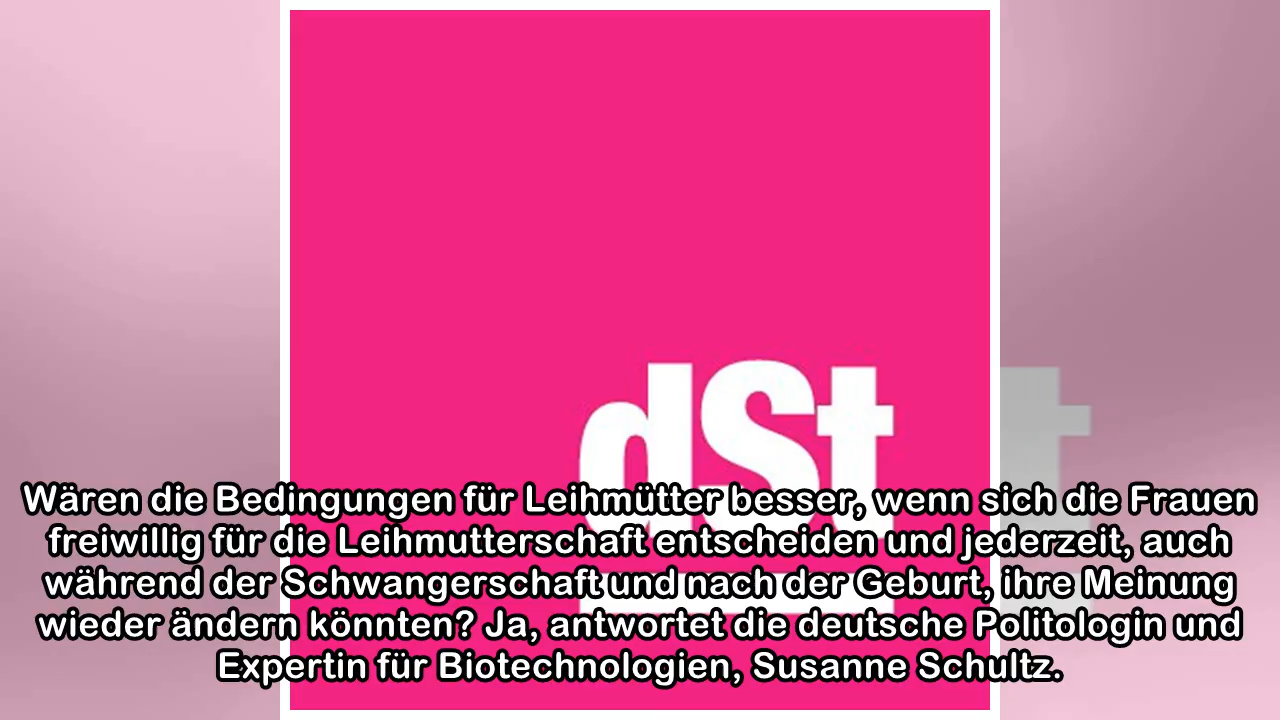 dSt
Wären die Bedingungen für Leihmütter besser, wenn sich die Frauen
freiwillig für die Leihmutterschaft entscheiden und jederzeit, auch
während der Schwangerschaft und nach der Geburt, ihre Meinung
wieder ändern könnten? Ja, antwortet die deutsche Politologin und
Expertin für Biotechnologien, Susanne Schultz.